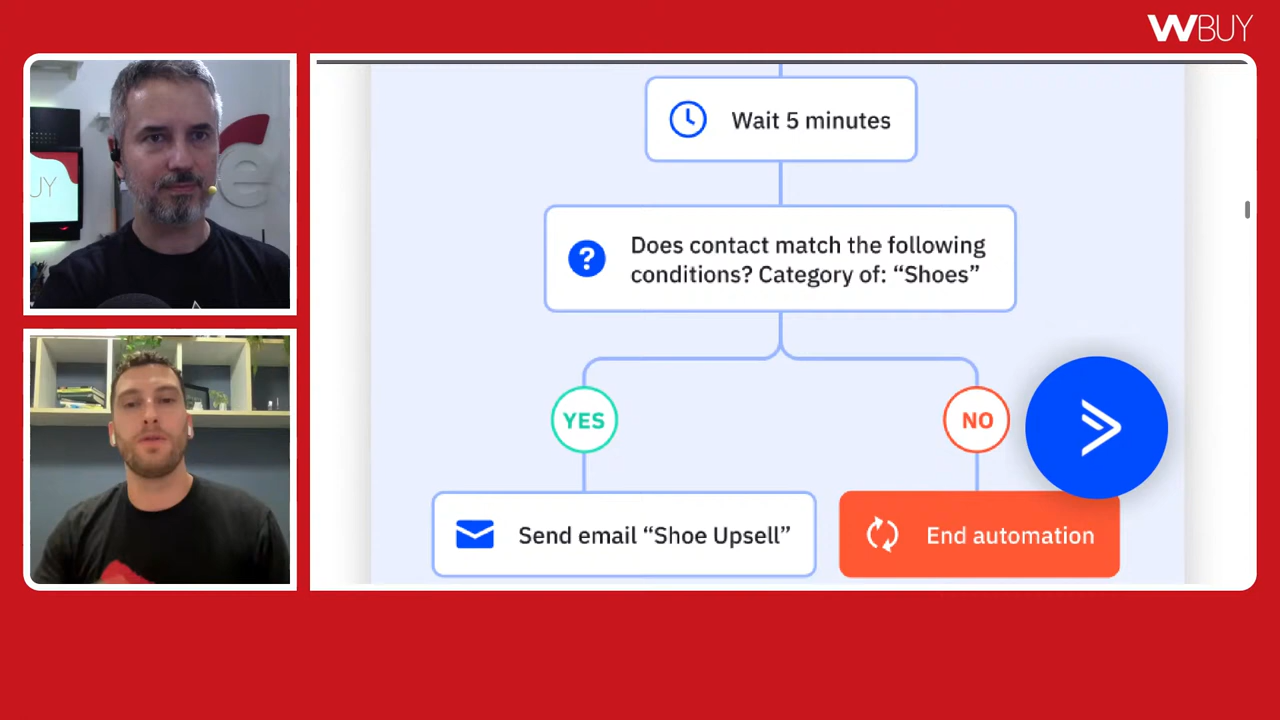 WBUY
UY
Wait 5 minutes
?
Does contact match the following
conditions? Category of: “Shoes”
YES
NO
Send email “Shoe Upsell”
End automation